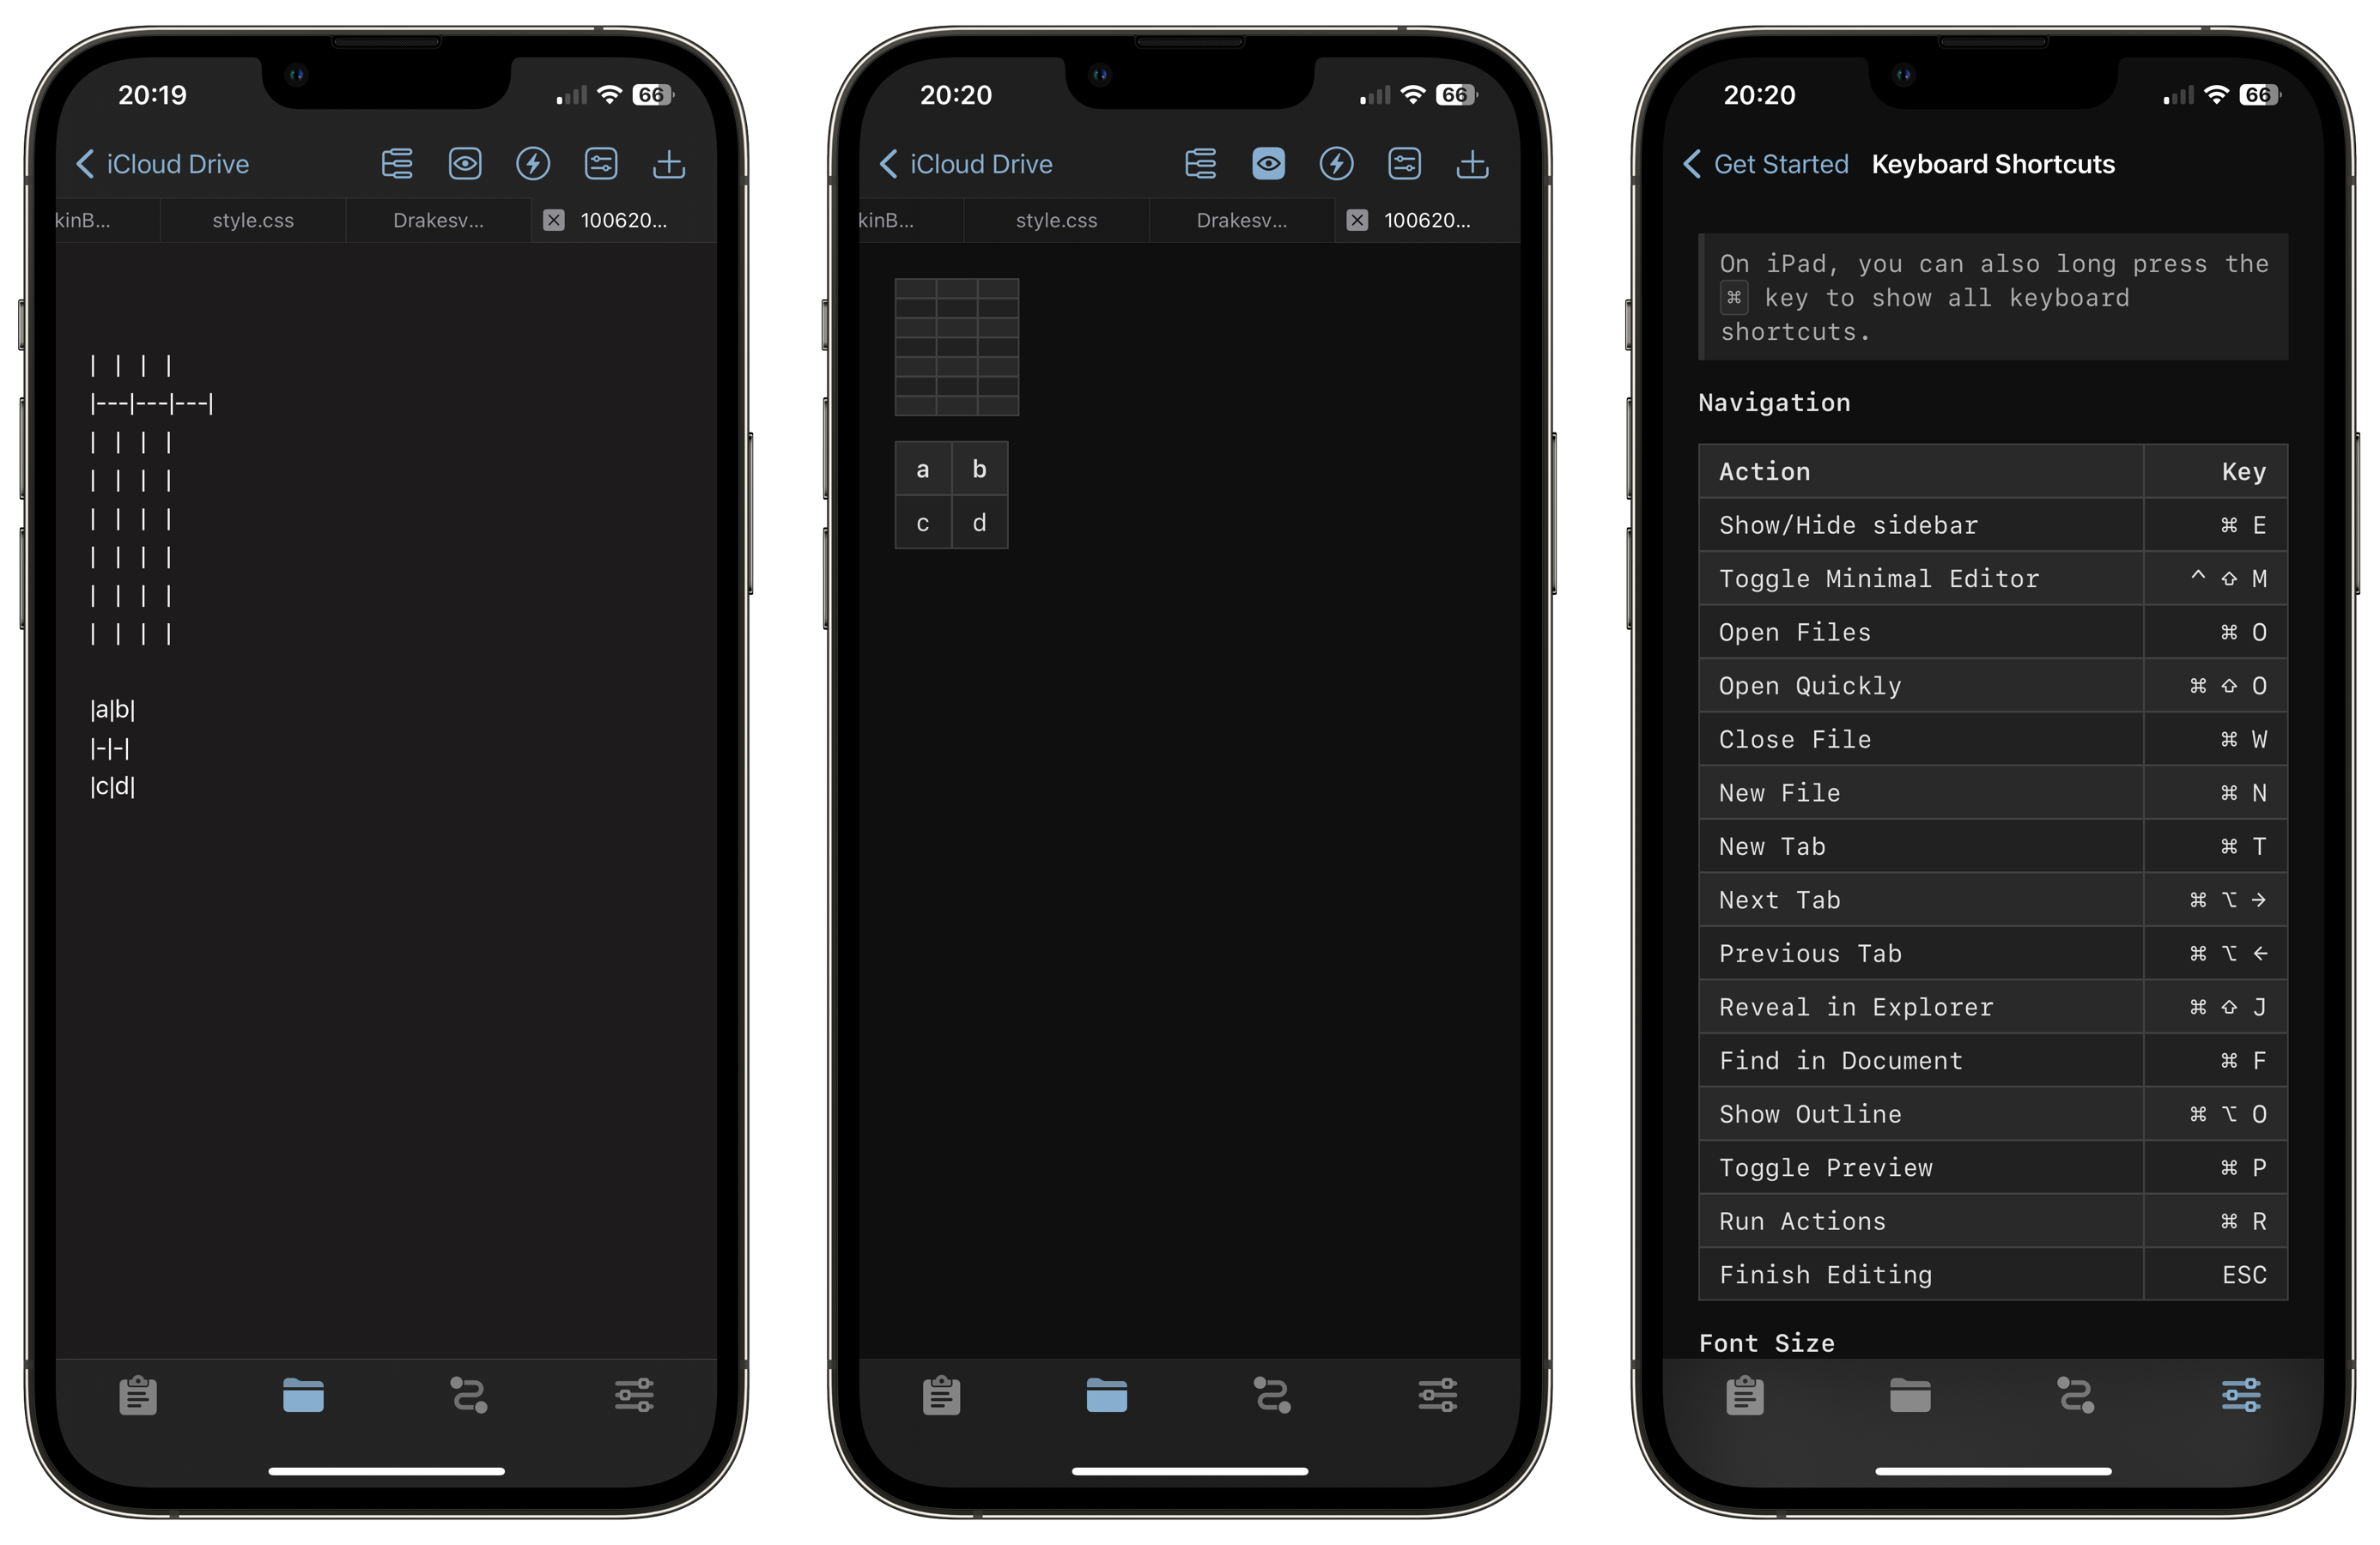 20:19 66
iCloud Drive
kinB... style.css Drakesv... 100620...
| | | |
|---|---|---|
| | | |
| | | |
| | | |
| | | |
| | | |
| | | |
|a|b|
|-|-|
|c|d|
20:20 66
iCloud Drive
kinB... style.css Drakesv... 100620...
a b
c d
20:20 66
Get Started Keyboard Shortcuts
On iPad, you can also long press the
⌘ key to show all keyboard
shortcuts.
Navigation
Action Key
Show/Hide sidebar ⌘ E
Toggle Minimal Editor ^ ⇧ M
Open Files ⌘ O
Open Quickly ⌘ ⇧ O
Close File ⌘ W
New File ⌘ N
New Tab ⌘ T
Next Tab ⌘ ⌥ →
Previous Tab ⌘ ⌥ ←
Reveal in Explorer ⌘ ⇧ J
Find in Document ⌘ F
Show Outline ⌘ ⌥ O
Toggle Preview ⌘ P
Run Actions ⌘ R
Finish Editing ESC
Font Size